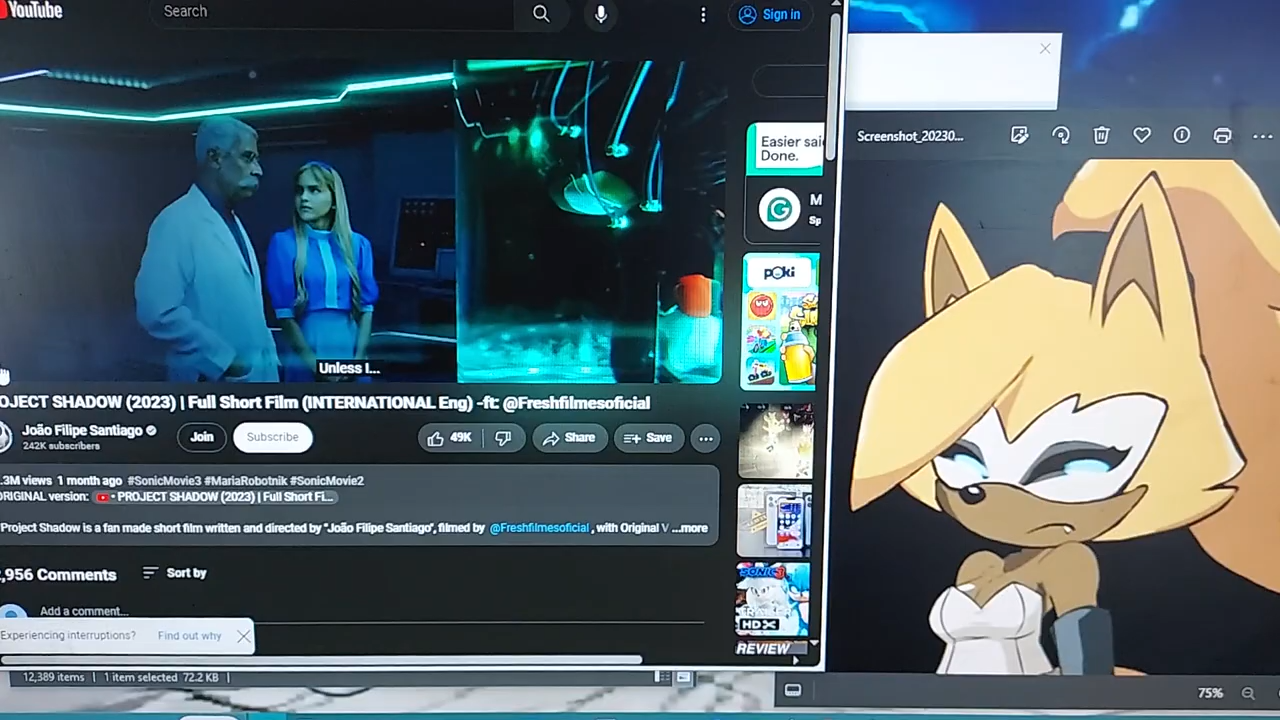 YouTube
Search
Sign in
Unless I...
OJECT SHADOW (2023) | Full Short Film (INTERNATIONAL Eng) -ft: @Freshfilmesoficial
João Filipe Santiago
242K subscribers
Join
Subscribe
49K
Share
Save
.3M views 1 month ago #SonicMovie3 #MariaRobotnik #SonicMovie2
RIGINAL version: • PROJECT SHADOW (2023) | Full Short Fi...
Project Shadow is a fan made short film written and directed by "João Filipe Santiago", filmed by @Freshfilmesoficial , with Original V ...more
,956 Comments
Sort by
Add a comment...
Experiencing interruptions?
Find out why
12,389 items
1 item selected 72.2 KB
Easier sai
Done.
M
Sp
poki
SONIC 3
HD
REVIEW
Screenshot_20230...
75%